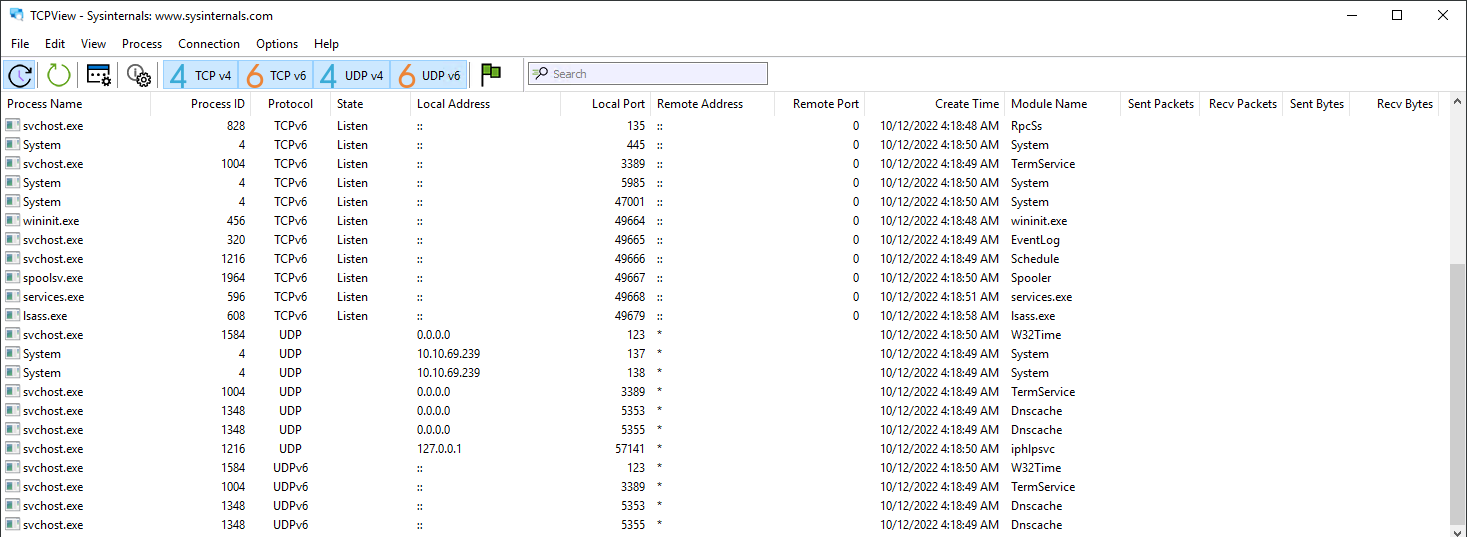 TCPView - Sysinternals: www.sysinternals.com
File Edit View Process Connection Options Help
4 TCP v4 6 TCP v6 4 UDP v4 6 UDP v6 Search
Process Name Process ID Protocol State Local Address Local Port Remote Address Remote Port Create Time Module Name Sent Packets Recv Packets Sent Bytes Recv Bytes
svchost.exe 828 TCPv6 Listen :: 135 :: 0 10/12/2022 4:18:48 AM RpcSs
System 4 TCPv6 Listen :: 445 :: 0 10/12/2022 4:18:50 AM System
svchost.exe 1004 TCPv6 Listen :: 3389 :: 0 10/12/2022 4:18:49 AM TermService
System 4 TCPv6 Listen :: 5985 :: 0 10/12/2022 4:18:50 AM System
System 4 TCPv6 Listen :: 47001 :: 0 10/12/2022 4:18:50 AM System
wininit.exe 456 TCPv6 Listen :: 49664 :: 0 10/12/2022 4:18:48 AM wininit.exe
svchost.exe 320 TCPv6 Listen :: 49665 :: 0 10/12/2022 4:18:49 AM EventLog
svchost.exe 1216 TCPv6 Listen :: 49666 :: 0 10/12/2022 4:18:49 AM Schedule
spoolsv.exe 1964 TCPv6 Listen :: 49667 :: 0 10/12/2022 4:18:50 AM Spooler
services.exe 596 TCPv6 Listen :: 49668 :: 0 10/12/2022 4:18:51 AM services.exe
lsass.exe 608 TCPv6 Listen :: 49679 :: 0 10/12/2022 4:18:58 AM lsass.exe
svchost.exe 1584 UDP 0.0.0.0 123 * 10/12/2022 4:18:50 AM W32Time
System 4 UDP 10.10.69.239 137 * 10/12/2022 4:18:49 AM System
System 4 UDP 10.10.69.239 138 * 10/12/2022 4:18:49 AM System
svchost.exe 1004 UDP 0.0.0.0 3389 * 10/12/2022 4:18:49 AM TermService
svchost.exe 1348 UDP 0.0.0.0 5353 * 10/12/2022 4:18:49 AM Dnscache
svchost.exe 1348 UDP 0.0.0.0 5355 * 10/12/2022 4:18:49 AM Dnscache
svchost.exe 1216 UDP 127.0.0.1 57141 * 10/12/2022 4:18:50 AM iphlpsvc
svchost.exe 1584 UDPv6 :: 123 * 10/12/2022 4:18:50 AM W32Time
svchost.exe 1004 UDPv6 :: 3389 * 10/12/2022 4:18:49 AM TermService
svchost.exe 1348 UDPv6 :: 5353 * 10/12/2022 4:18:49 AM Dnscache
svchost.exe 1348 UDPv6 :: 5355 * 10/12/2022 4:18:49 AM Dnscache